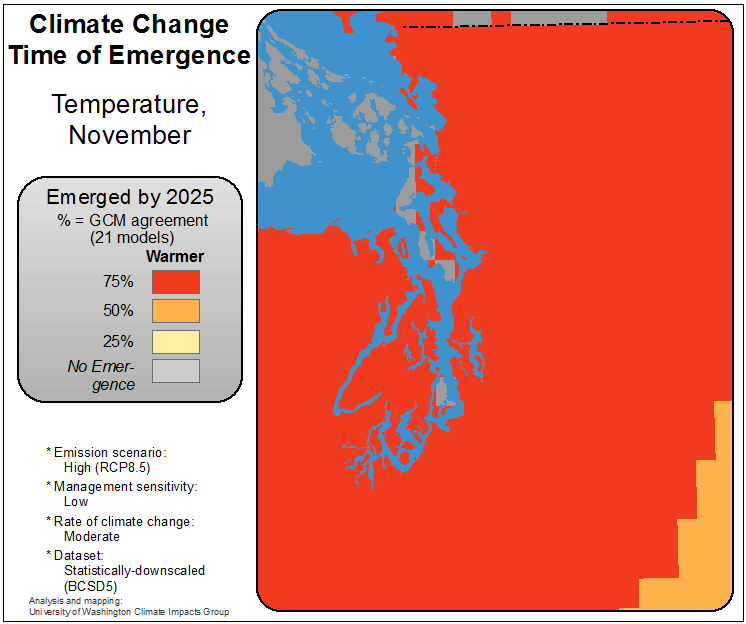 Climate Change
Time of Emergence
Temperature,
November
Emerged by 2025
% = GCM agreement
(21 models)
Warmer
75%
50%
25%
No Emer-
gence
* Emission scenario:
High (RCP8.5)
* Management sensitivity:
Low
* Rate of climate change:
Moderate
* Dataset:
Statistically-downscaled
(BCSD5)
Analysis and mapping:
University of Washington Climate Impacts Group